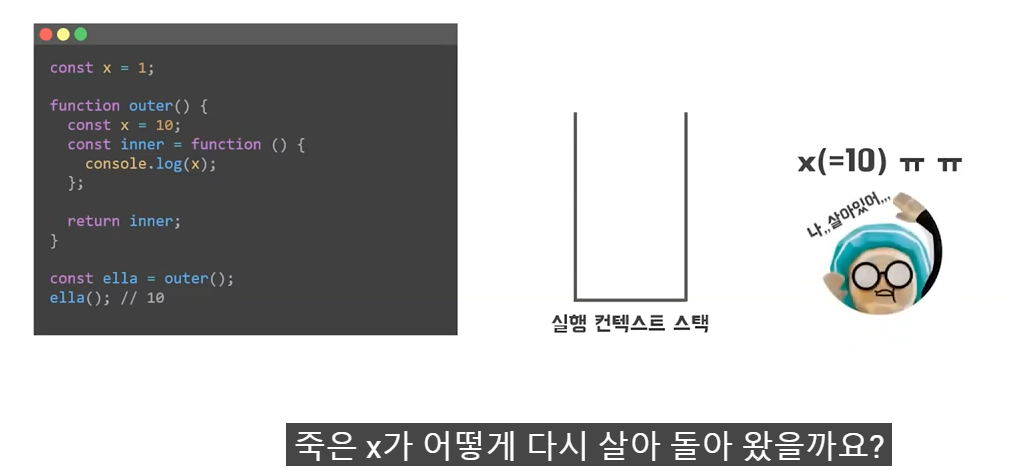 const x = 1;
function outer() {
const x = 10;
const inner = function () {
console.log(x);
};
return inner;
}
const ella = outer();
ella(); // 10
실행 컨텍스트 스택
x(=10) ㅠ ㅠ
나,,살아있어,,,
죽은 x가 어떻게 다시 살아 돌아 왔을까요?